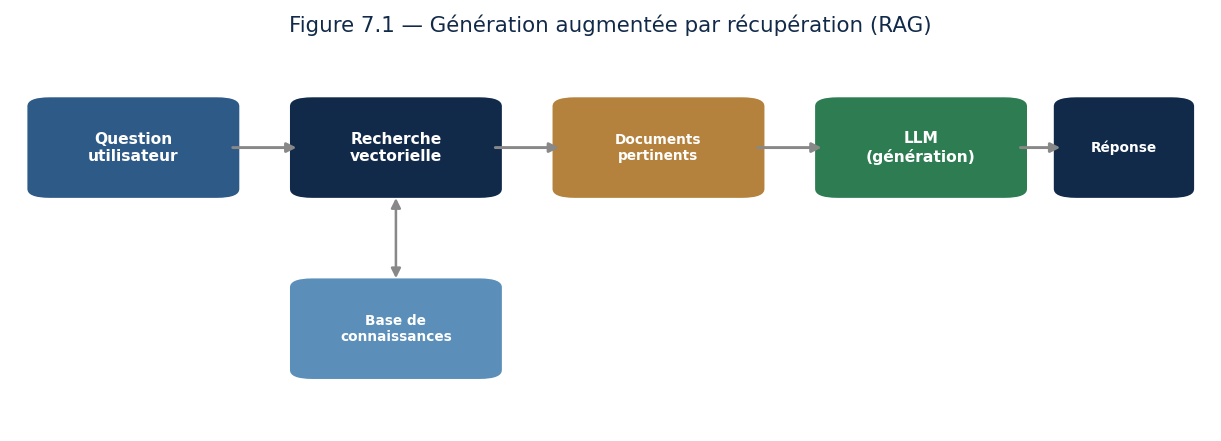 Figure 7.1 — Génération augmentée par récupération (RAG)
Question
utilisateur
Recherche
vectorielle
Documents
pertinents
LLM
(génération)
Réponse
Base de
connaissances